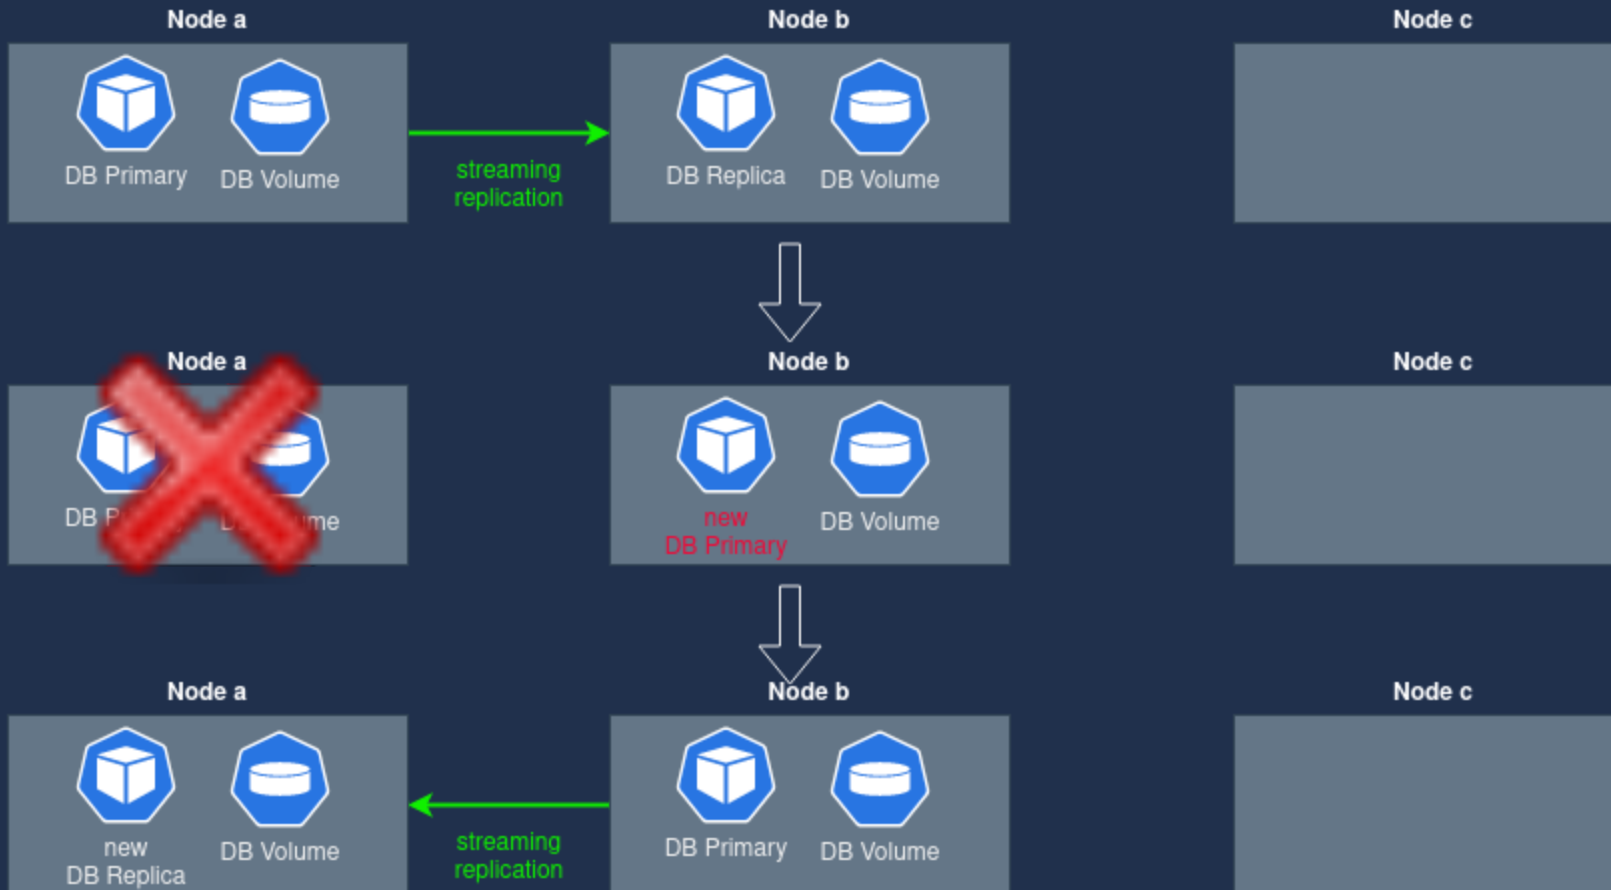 Node a
Node b
Node c
DB Primary
DB Volume
streaming
replication
DB Replica
DB Volume
Node a
Node b
Node c
DB
new
DB Primary
DB Volume
Node a
Node b
Node c
new
DB Replica
DB Volume
streaming
replication
DB Primary
DB Volume